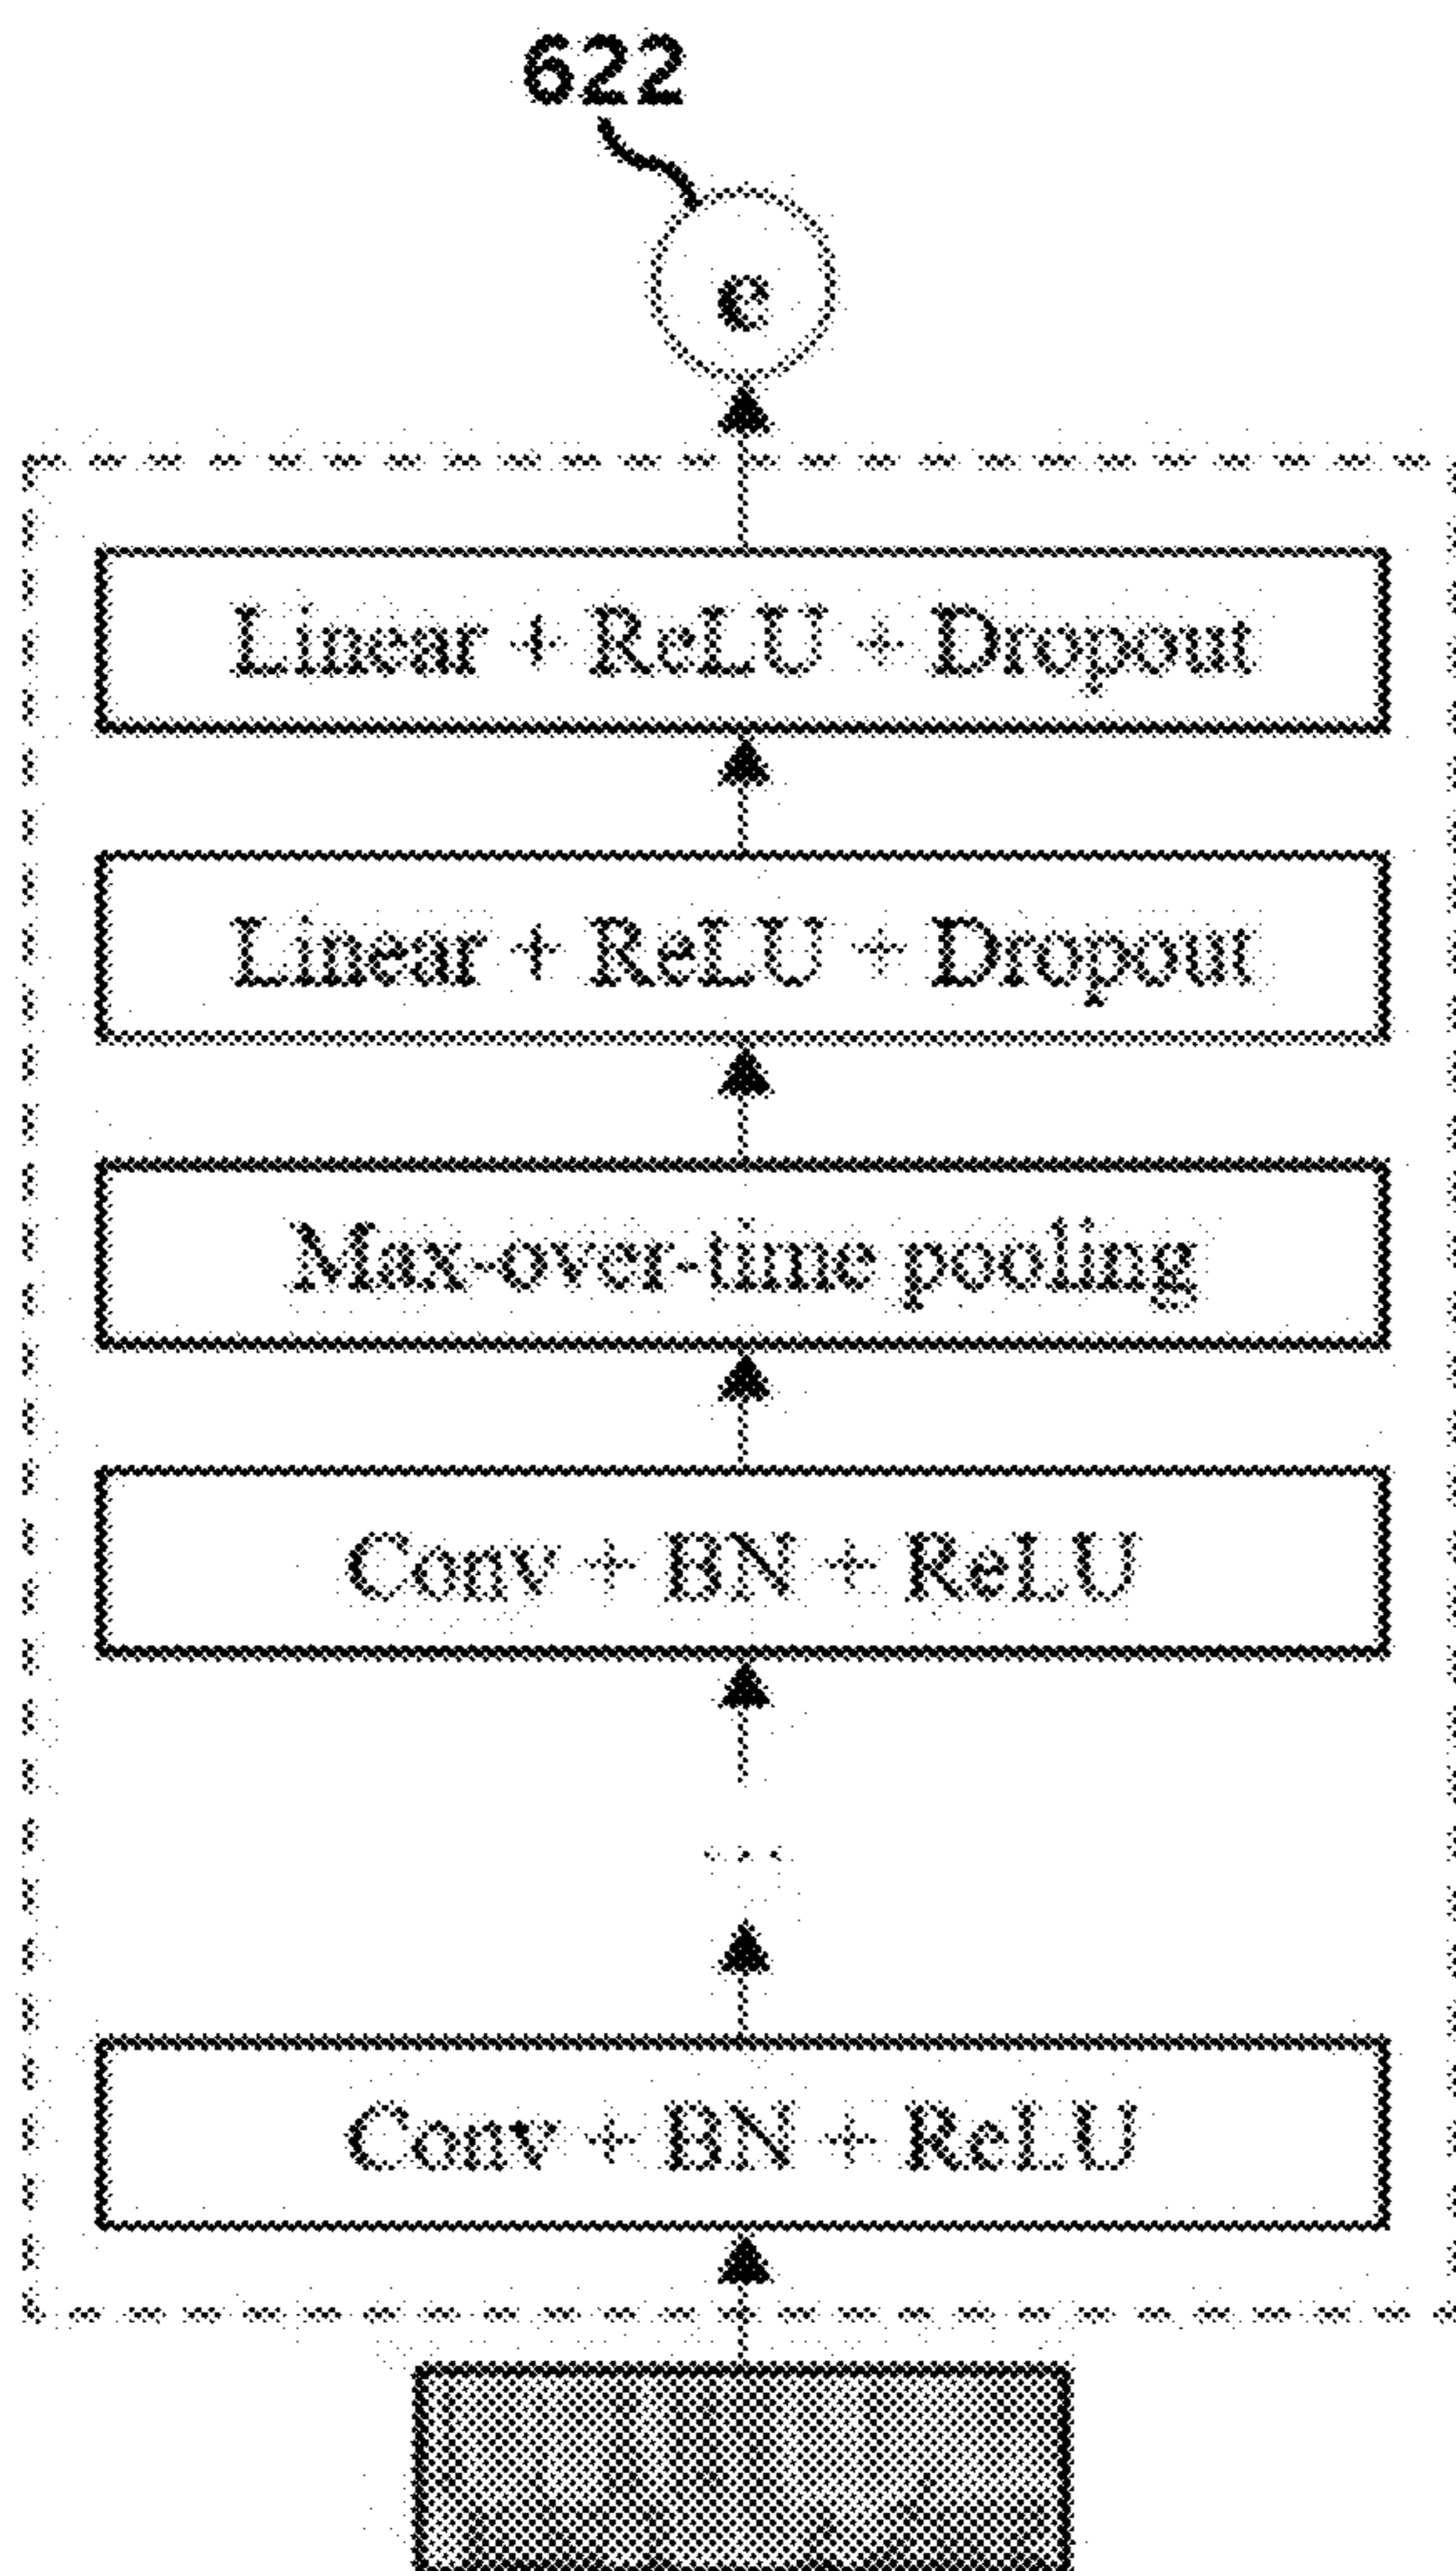 622
e
Linear + ReLU + Dropout
Linear + ReLU + Dropout
Max-over-time pooling
Conv + BN + ReLU
...
Conv + BN + ReLU